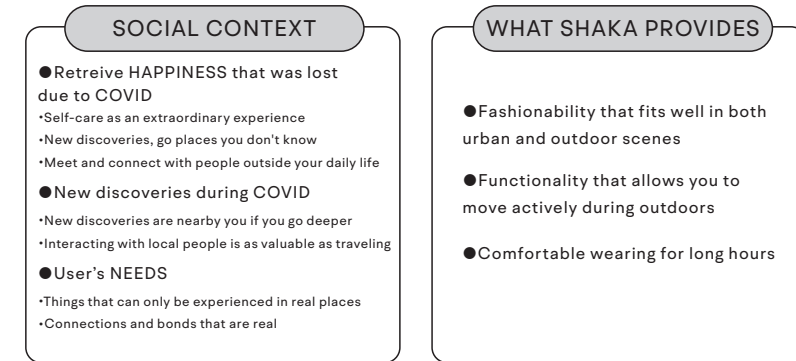 SOCIAL CONTEXT
●Retreive HAPPINESS that was lost
due to COVID
･Self-care as an extraordinary experience
･New discoveries, go places you don't know
･Meet and connect with people outside your daily life
●New discoveries during COVID
･New discoveries are nearby you if you go deeper
･Interacting with local people is as valuable as traveling
●User’s NEEDS
･Things that can only be experienced in real places
･Connections and bonds that are real
WHAT SHAKA PROVIDES
●Fashionability that fits well in both
urban and outdoor scenes
●Functionality that allows you to
move actively during outdoors
●Comfortable wearing for long hours